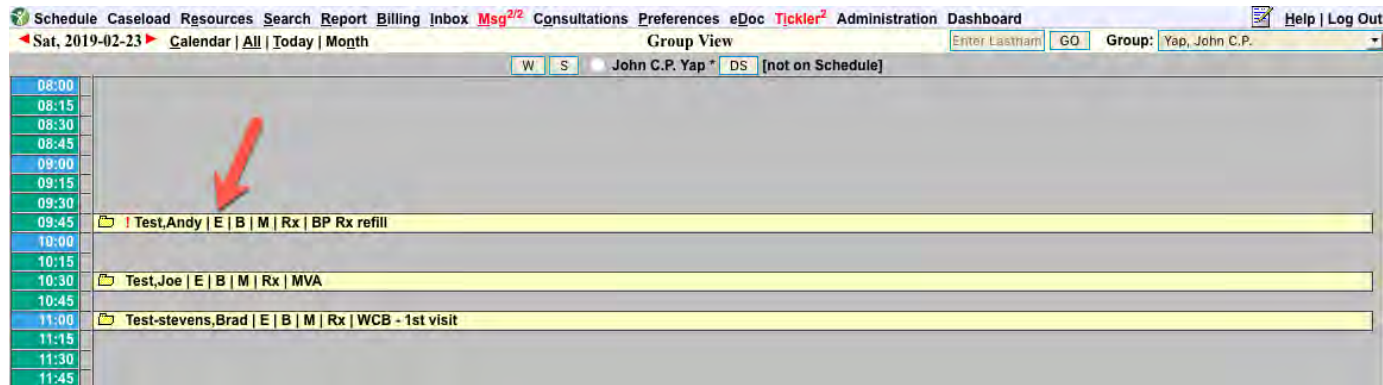 Schedule Caseload Resources Search Report Billing Inbox Msg2/2 Consultations Preferences eDoc Tickler2 Administration Dashboard Help | Log Out
Sat, 2019-02-23 Calendar | All | Today | Month Group View Enter Lastnam GO Group: Yap, John C.P.
W S John C.P. Yap * DS [not on Schedule]
08:00
08:15
08:30
08:45
09:00
09:15
09:30
09:45 ! Test,Andy | E | B | M | Rx | BP Rx refill
10:00
10:15
10:30 Test,Joe | E | B | M | Rx | MVA
10:45
11:00 Test-stevens,Brad | E | B | M | Rx | WCB - 1st visit
11:15
11:30
11:45